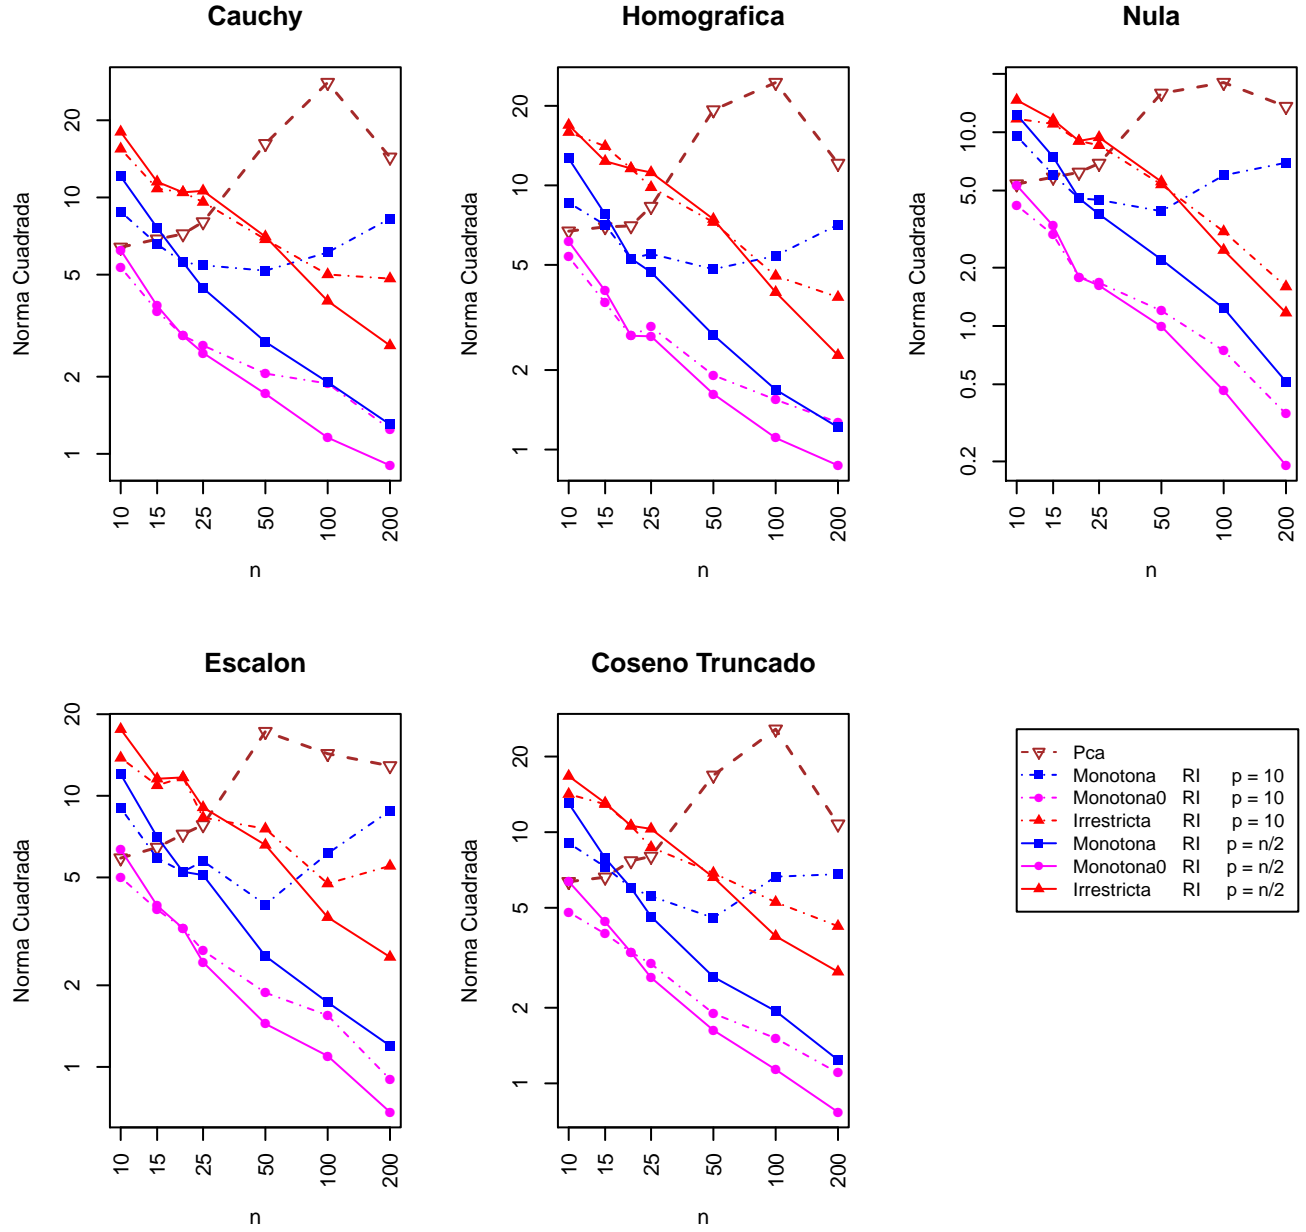 Cauchy
Norma Cuadrada
20
10
5
2
1
10
15
25
50
100
200
n
Homografica
Norma Cuadrada
20
10
5
2
1
10
15
25
50
100
200
n
Nula
Norma Cuadrada
10.0
5.0
2.0
1.0
0.5
0.2
10
15
25
50
100
200
n
Escalon
Norma Cuadrada
20
10
5
2
1
10
15
25
50
100
200
n
Coseno Truncado
Norma Cuadrada
20
10
5
2
1
10
15
25
50
100
200
n
Pca
Monotona RI p = 10
Monotona0 RI p = 10
Irrestricta RI p = 10
Monotona RI p = n/2
Monotona0 RI p = n/2
Irrestricta RI p = n/2